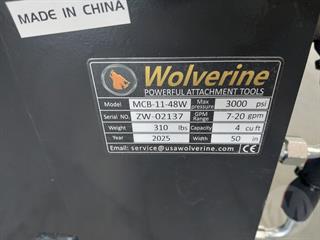 MADE IN CHINA
Wolverine
POWERFUL ATTACHMENT TOOLS
Model MCB-11-48W Max pressure 3000 psi
Serial NO. ZW-02137 GPM Range 7-20 gpm
Weight 310 lbs Capacity 4 cu ft
Year 2025 Width 50 in
Email: service@usawolverine.com CE